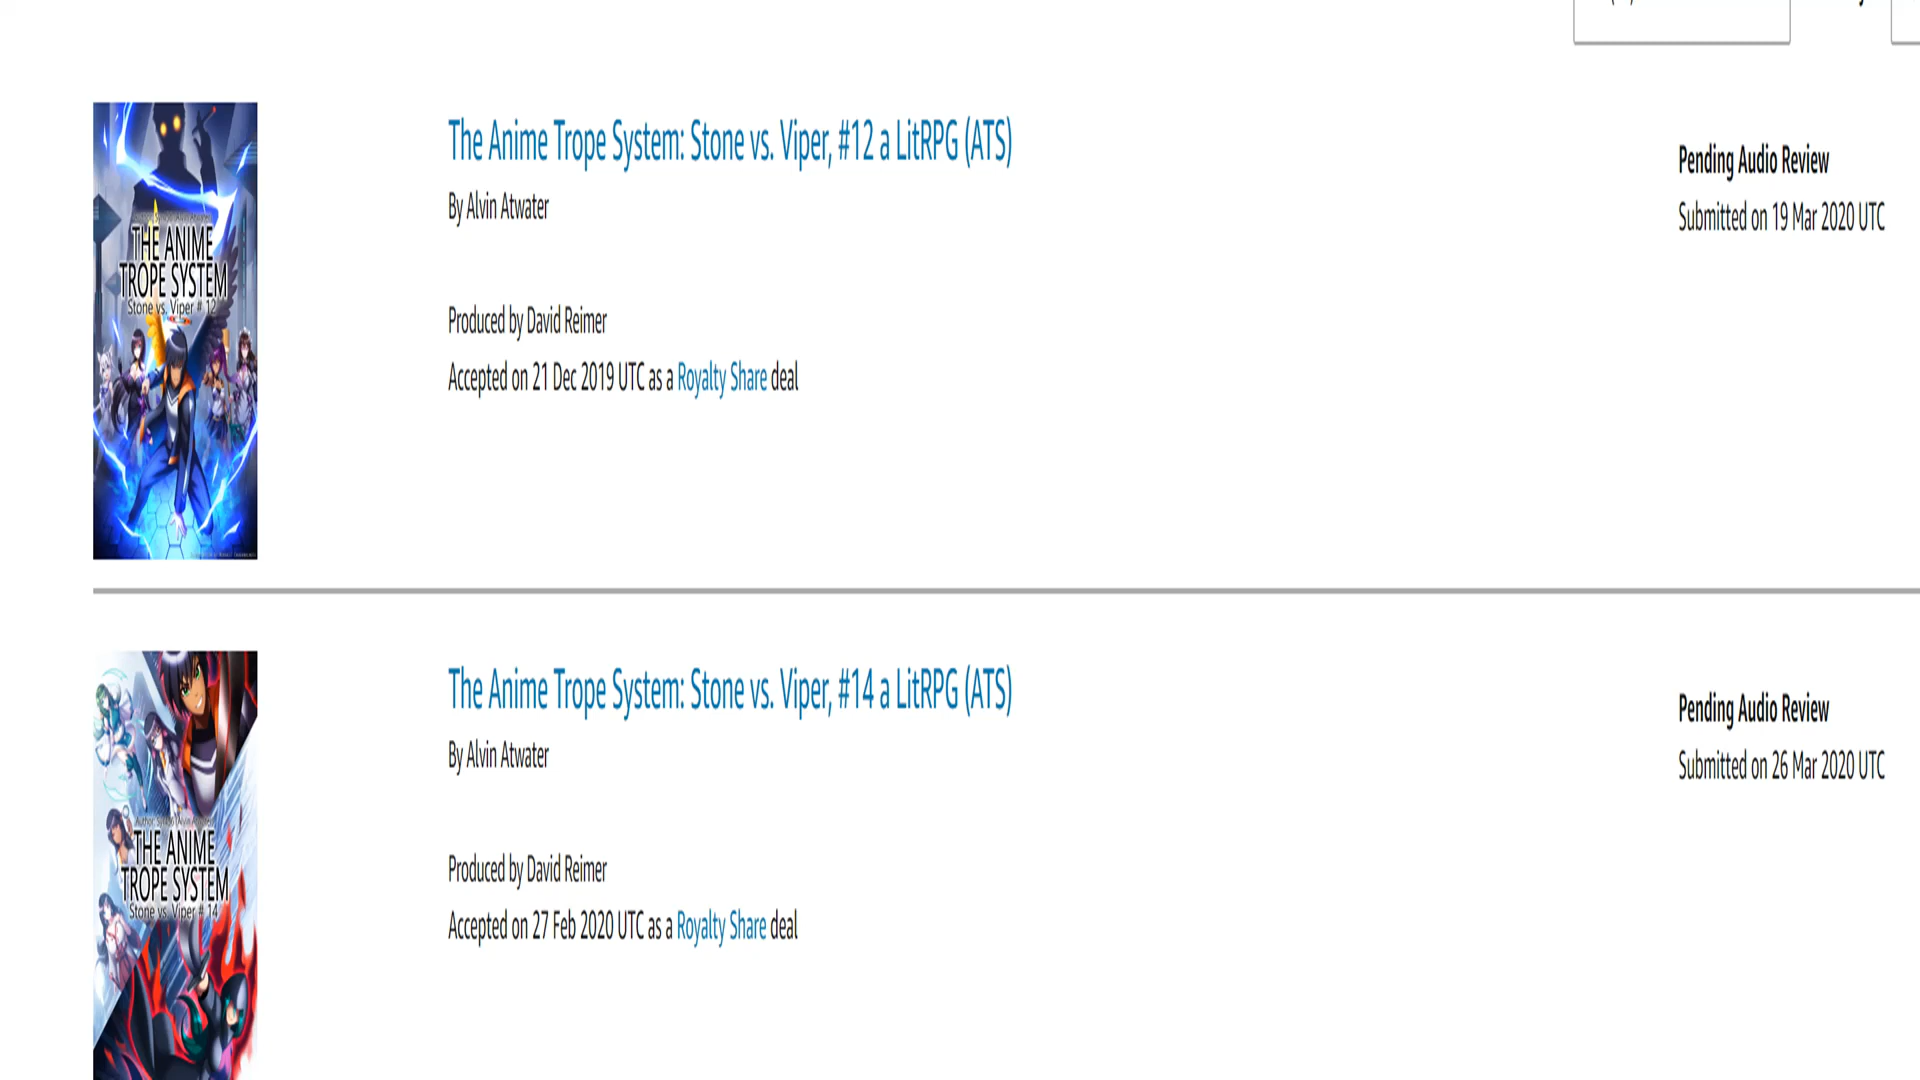 The Anime Trope System: Stone vs. Viper, #12 a LitRPG (ATS)
By Alvin Atwater
Produced by David Reimer
Accepted on 21 Dec 2019 UTC as a Royalty Share deal
Pending Audio Review
Submitted on 19 Mar 2020 UTC
THE ANIME
TROPE SYSTEM
Stone vs. Viper # 12
The Anime Trope System: Stone vs. Viper, #14 a LitRPG (ATS)
By Alvin Atwater
Produced by David Reimer
Accepted on 27 Feb 2020 UTC as a Royalty Share deal
Pending Audio Review
Submitted on 26 Mar 2020 UTC
THE ANIME
TROPE SYSTEM
Stone vs. Viper # 14